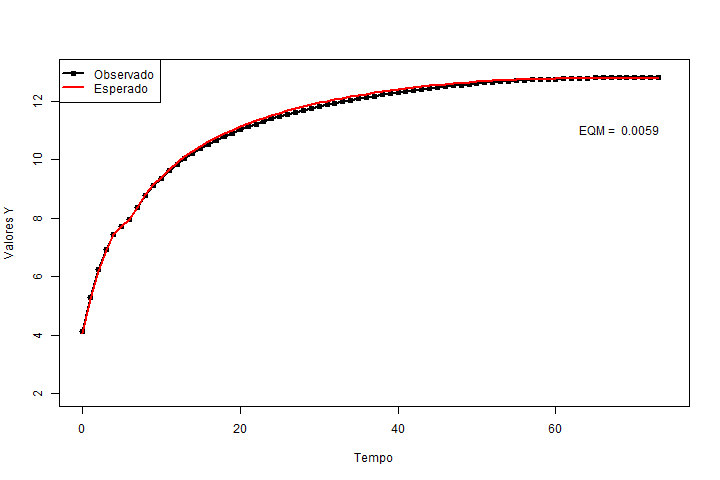 Observado
Esperado
EQM = 0.0059
Valores Y
12
10
8
6
4
2
0 20 40 60
Tempo